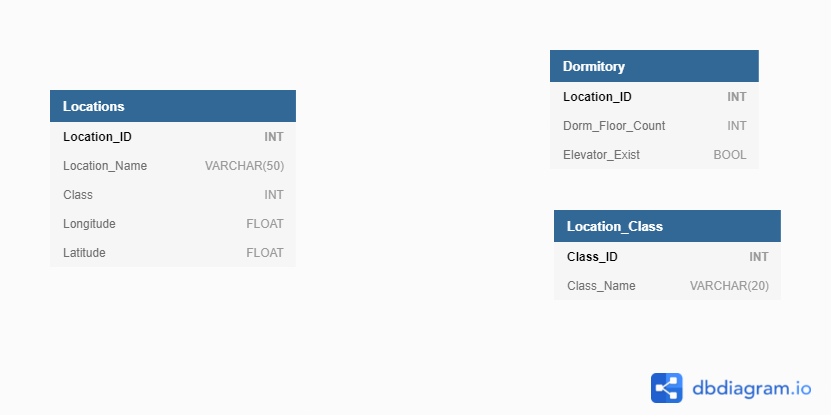 Locations
Location_ID INT
Location_Name VARCHAR(50)
Class INT
Longitude FLOAT
Latitude FLOAT
Dormitory
Location_ID INT
Dorm_Floor_Count INT
Elevator_Exist BOOL
Location_Class
Class_ID INT
Class_Name VARCHAR(20)
dbdiagram.io